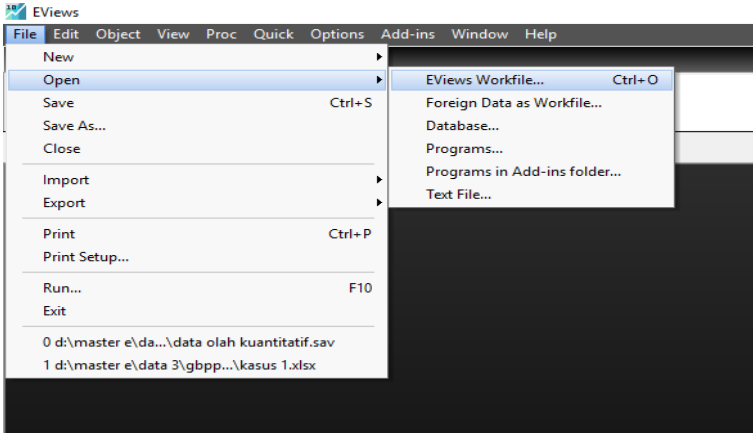 10 EViews
File Edit Object View Proc Quick Options Add-ins Window Help
New
Open
Save Ctrl+S
Save As...
Close
Import
Export
Print Ctrl+P
Print Setup...
Run... F10
Exit
0 d:\master e\da...\data olah kuantitatif.sav
1 d:\master e\data 3\gbpp...\kasus 1.xlsx
EViews Workfile... Ctrl+O
Foreign Data as Workfile...
Database...
Programs...
Programs in Add-ins folder...
Text File...